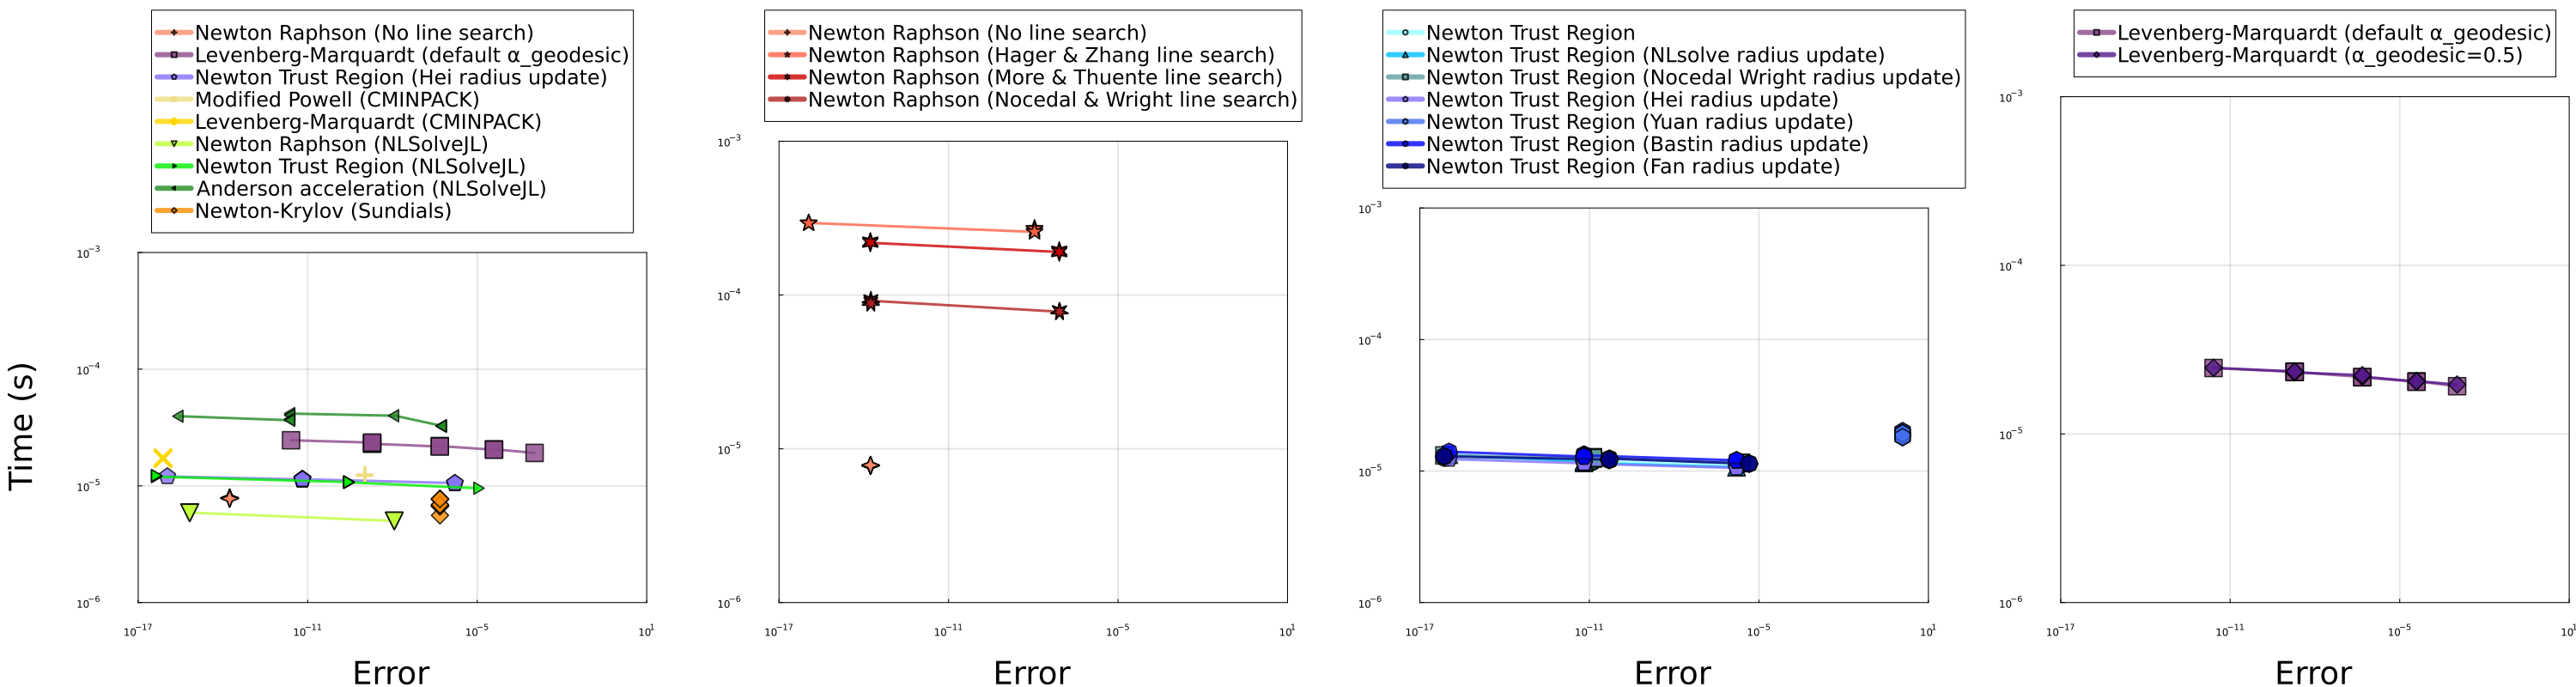 Newton Raphson (No line search)
Levenberg-Marquardt (default α_geodesic)
Newton Trust Region (Hei radius update)
Modified Powell (CMINPACK)
Levenberg-Marquardt (CMINPACK)
Newton Raphson (NLSolveJL)
Newton Trust Region (NLSolveJL)
Anderson acceleration (NLSolveJL)
Newton-Krylov (Sundials)
Time (s)
10⁻³
10⁻⁴
10⁻⁵
10⁻⁶
10⁻¹⁷ 10⁻¹¹ 10⁻⁵ 10¹
Error
Newton Raphson (No line search)
Newton Raphson (Hager & Zhang line search)
Newton Raphson (More & Thuente line search)
Newton Raphson (Nocedal & Wright line search)
10⁻³
10⁻⁴
10⁻⁵
10⁻⁶
10⁻¹⁷ 10⁻¹¹ 10⁻⁵ 10¹
Error
Newton Trust Region
Newton Trust Region (NLsolve radius update)
Newton Trust Region (Nocedal Wright radius update)
Newton Trust Region (Hei radius update)
Newton Trust Region (Yuan radius update)
Newton Trust Region (Bastin radius update)
Newton Trust Region (Fan radius update)
10⁻³
10⁻⁴
10⁻⁵
10⁻⁶
10⁻¹⁷ 10⁻¹¹ 10⁻⁵ 10¹
Error
Levenberg-Marquardt (default α_geodesic)
Levenberg-Marquardt (α_geodesic=0.5)
10⁻³
10⁻⁴
10⁻⁵
10⁻⁶
10⁻¹⁷ 10⁻¹¹ 10⁻⁵ 10¹
Error